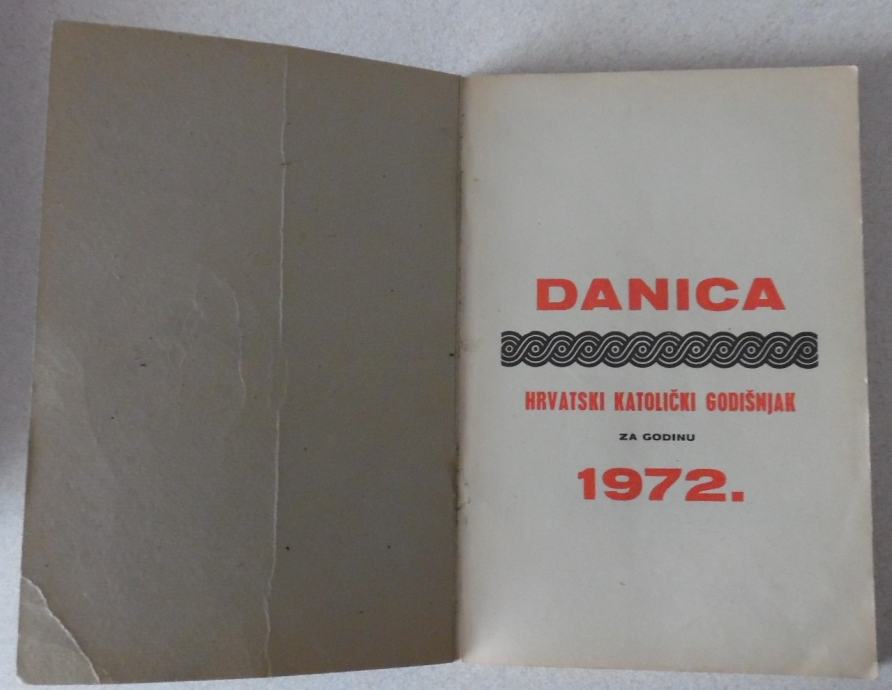 DANICA
HRVATSKI KATOLIČKI GODIŠNJAK
ZA GODINU
1972.